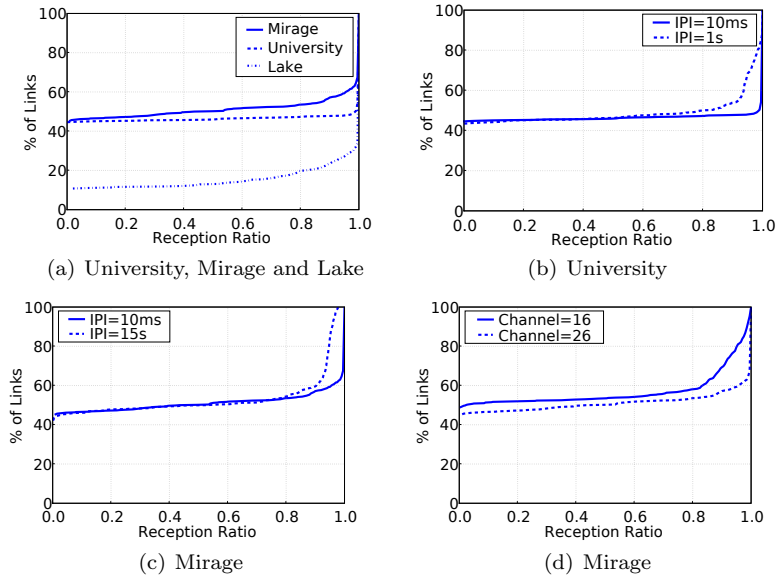 100
80
60
40
20
0
% of Links
0.0 0.2 0.4 0.6 0.8 1.0
Reception Ratio
Mirage
University
Lake
(a) University, Mirage and Lake
100
80
60
40
20
0
% of Links
0.0 0.2 0.4 0.6 0.8 1.0
Reception Ratio
IPI=10ms
IPI=1s
(b) University
100
80
60
40
20
0
% of Links
0.0 0.2 0.4 0.6 0.8 1.0
Reception Ratio
IPI=10ms
IPI=15s
(c) Mirage
100
80
60
40
20
0
% of Links
0.0 0.2 0.4 0.6 0.8 1.0
Reception Ratio
Channel=16
Channel=26
(d) Mirage